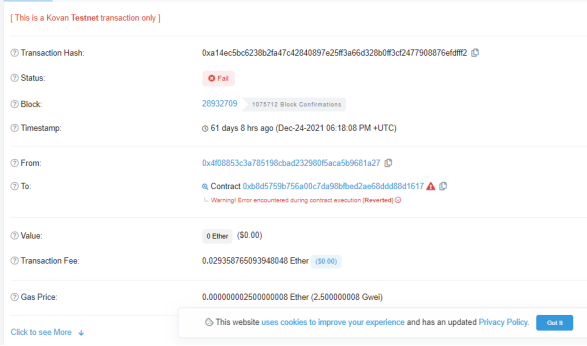 [ This is a Kovan Testnet transaction only ]
Transaction Hash: 0xa14ec5bc6238b2fa47c42840897e25ff3a66d328b0ff3cf2477908876efdfff2
Status: Fail
Block: 28932709 1075712 Block Confirmations
Timestamp: 61 days 8 hrs ago (Dec-24-2021 06:18:08 PM +UTC)
From: 0x4f08853c3a785198cbad232980f5aca5b9681a27
To: Contract 0xb8d5759b756a00c7da98bfbed2ae68ddd88d1617
Warning! Error encountered during contract execution [Reverted]
Value: 0 Ether ($0.00)
Transaction Fee: 0.029358765093948048 Ether ($0.00)
Gas Price: 0.000000002500000008 Ether (2.500000008 Gwei)
This website uses cookies to improve your experience and has an updated Privacy Policy. Got It
Click to see More